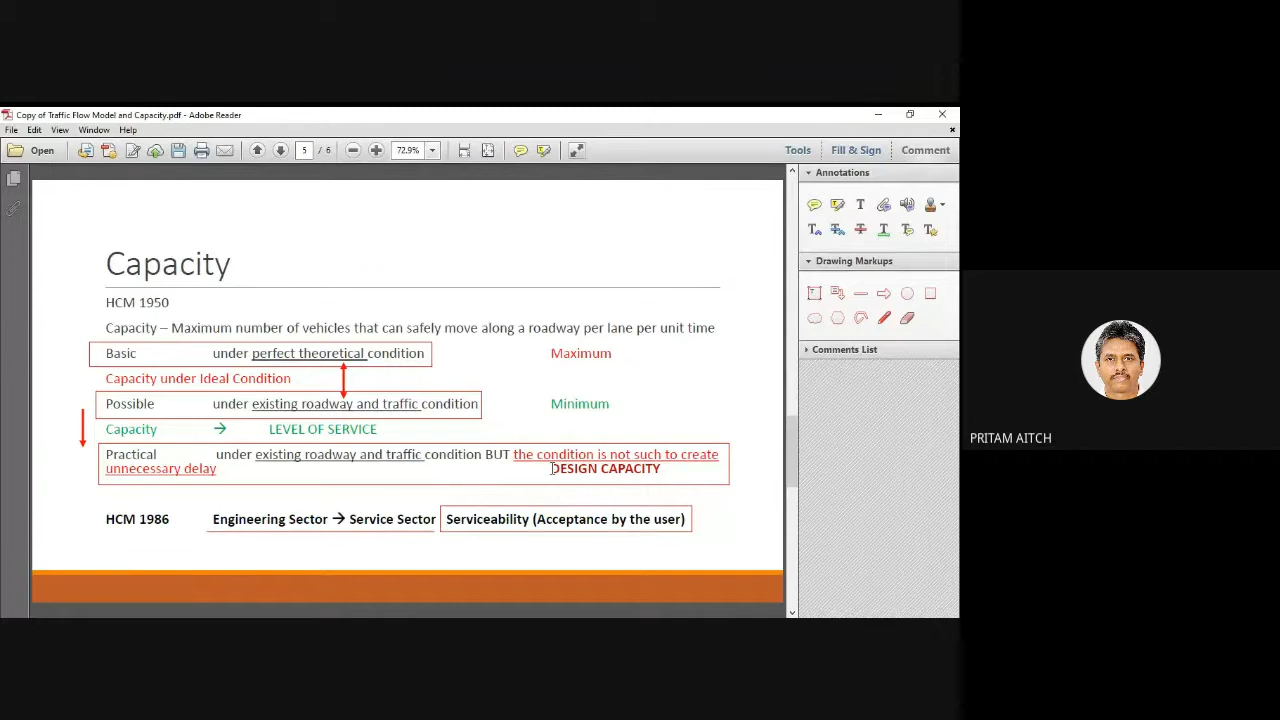 Copy of Traffic Flow Model and Capacity.pdf - Adobe Reader
File Edit View Window Help
Open 5 / 6 72.9% Tools Fill & Sign Comment
Annotations
Drawing Markups
Comments List
Capacity
HCM 1950
Capacity – Maximum number of vehicles that can safely move along a roadway per lane per unit time
Basic under perfect theoretical condition Maximum
Capacity under Ideal Condition
Possible under existing roadway and traffic condition Minimum
Capacity → LEVEL OF SERVICE
Practical under existing roadway and traffic condition BUT the condition is not such to create
unnecessary delay DESIGN CAPACITY
HCM 1986 Engineering Sector → Service Sector Serviceability (Acceptance by the user)
PRITAM AITCH